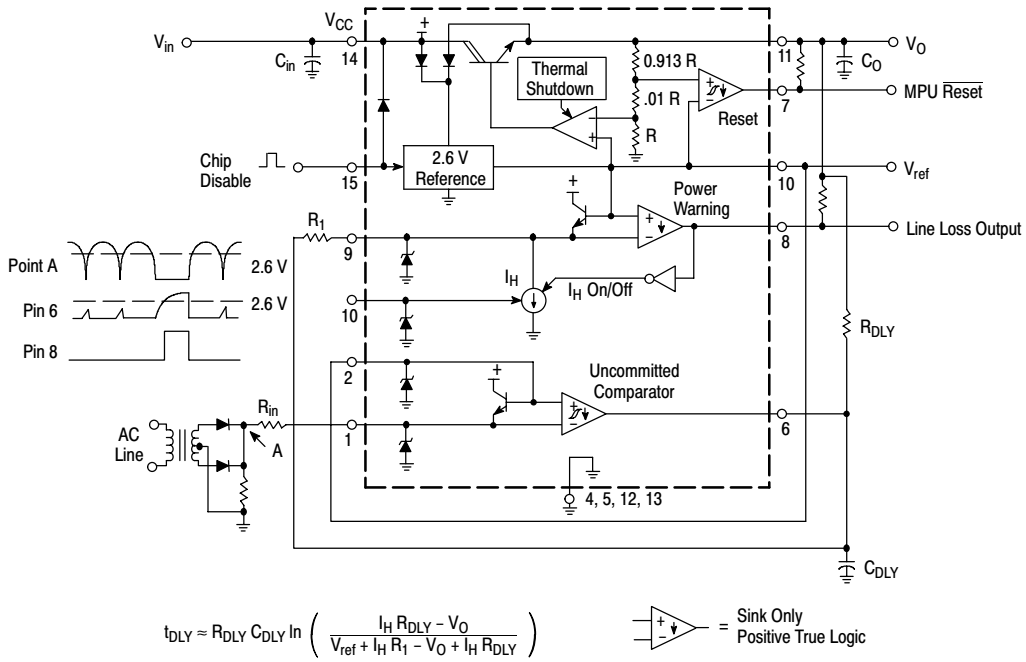 V_in
C_in
V_CC
14
+
Thermal
Shutdown
0.913 R
.01 R
R
−
+
+
−
Reset
11
C_O
V_O
7
MPU R̅e̅s̅e̅t̅
Chip
Disable
15
2.6 V
Reference
10
V_ref
+
Power
Warning
+
−
R_1
9
8
Line Loss Output
Point A
2.6 V
Pin 6
2.6 V
Pin 8
I_H
I_H On/Off
10
R_DLY
2
+
Uncommitted
Comparator
+
−
6
AC
Line
A
R_in
1
4, 5, 12, 13
C_DLY
t_DLY ≈ R_DLY C_DLY ln ( I_H R_DLY − V_O / V_ref + I_H R_1 − V_O + I_H R_DLY )
+
−
= Sink Only
Positive True Logic